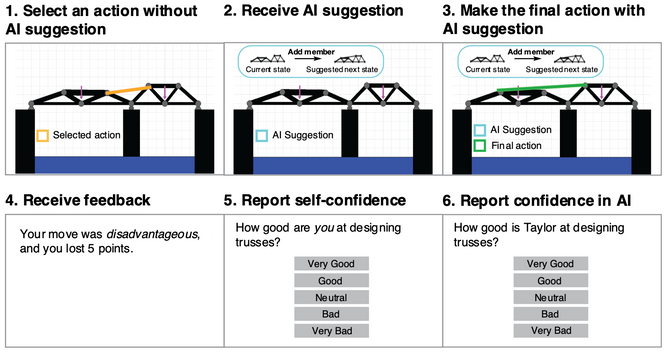 1. Select an action without
AI suggestion
Selected action
2. Receive AI suggestion
Add member
Current state
Suggested next state
AI Suggestion
3. Make the final action with
AI suggestion
Add member
Current state
Suggested next state
AI Suggestion
Final action
4. Receive feedback
Your move was disadvantageous,
and you lost 5 points.
5. Report self-confidence
How good are you at designing
trusses?
Very Good
Good
Neutral
Bad
Very Bad
6. Report confidence in AI
How good is Taylor at designing
trusses?
Very Good
Good
Neutral
Bad
Very Bad